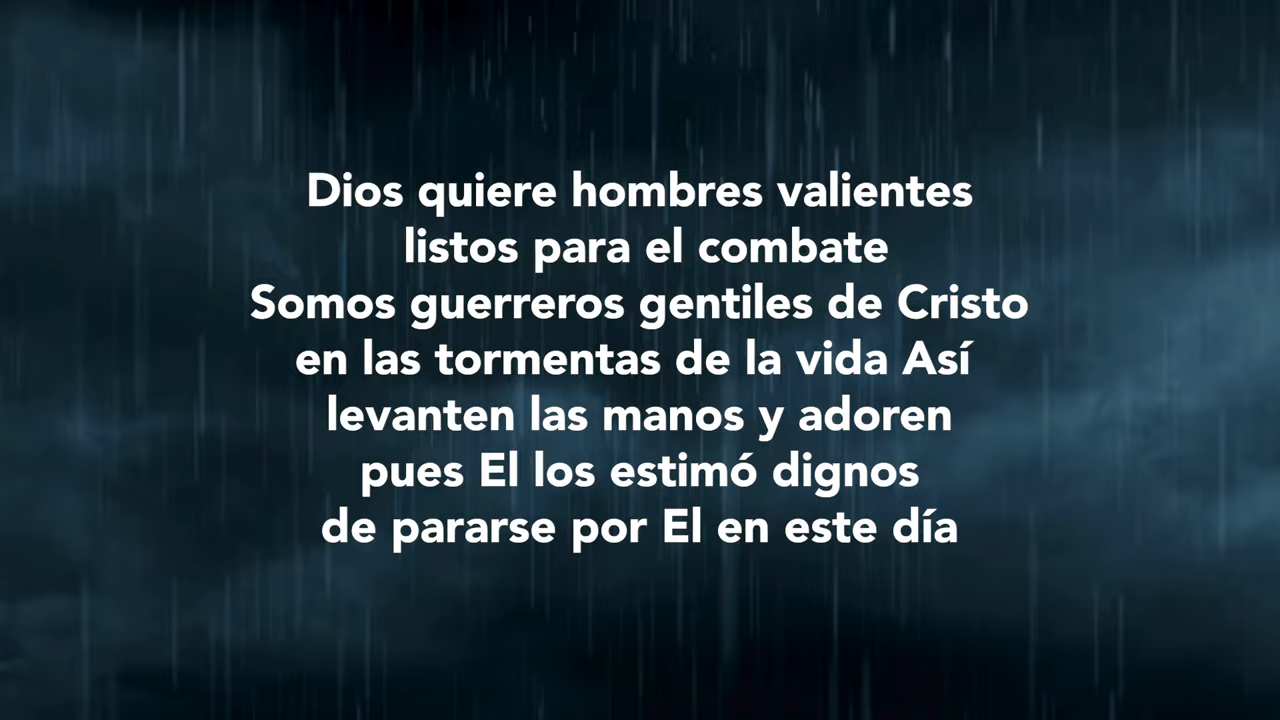 Dios quiere hombres valientes
listos para el combate
Somos guerreros gentiles de Cristo
en las tormentas de la vida Así
levanten las manos y adoren
pues El los estimó dignos
de pararse por El en este día